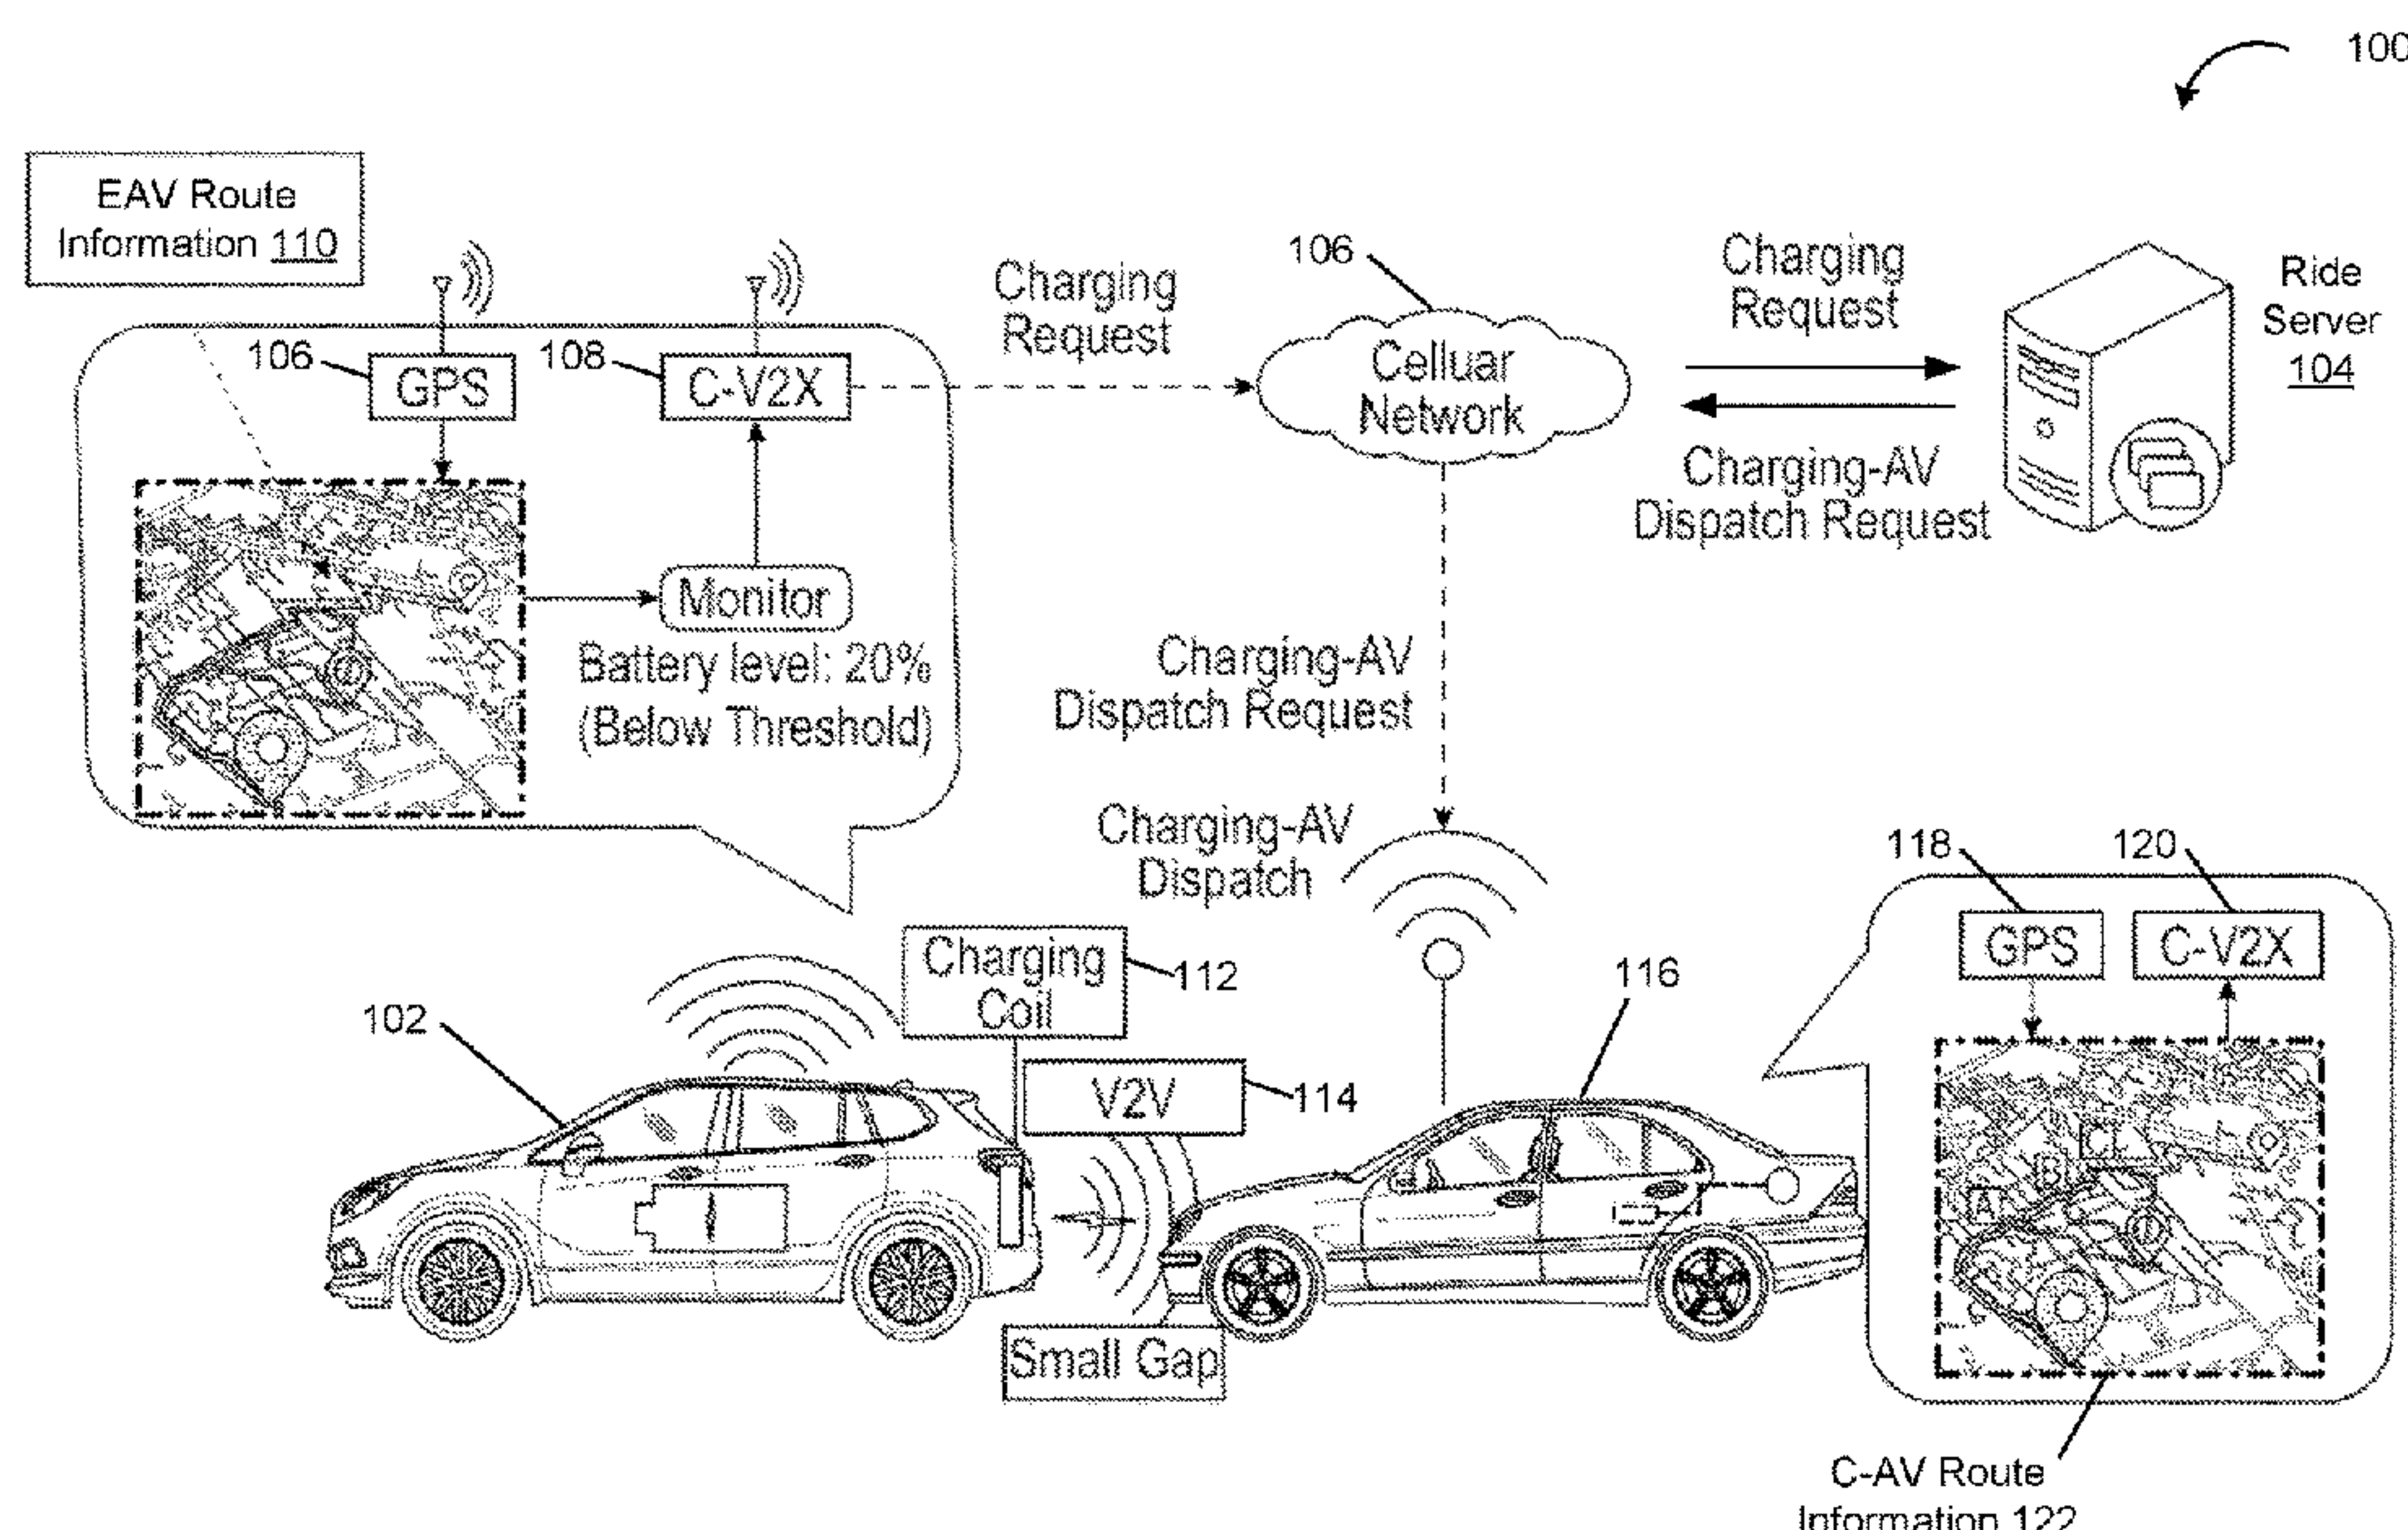 100
EAV Route
Information 110
106
GPS
108
C-V2X
Charging
Request
106
Celluar
Network
Charging
Request
Charging-AV
Dispatch Request
Ride
Server
104
Monitor
Battery level: 20%
(Below Threshold)
Charging-AV
Dispatch Request
Charging-AV
Dispatch
102
Charging
Coil
112
V2V
114
Small Gap
116
118
GPS
120
C-V2X
C
B
A
C-AV Route
Information 122